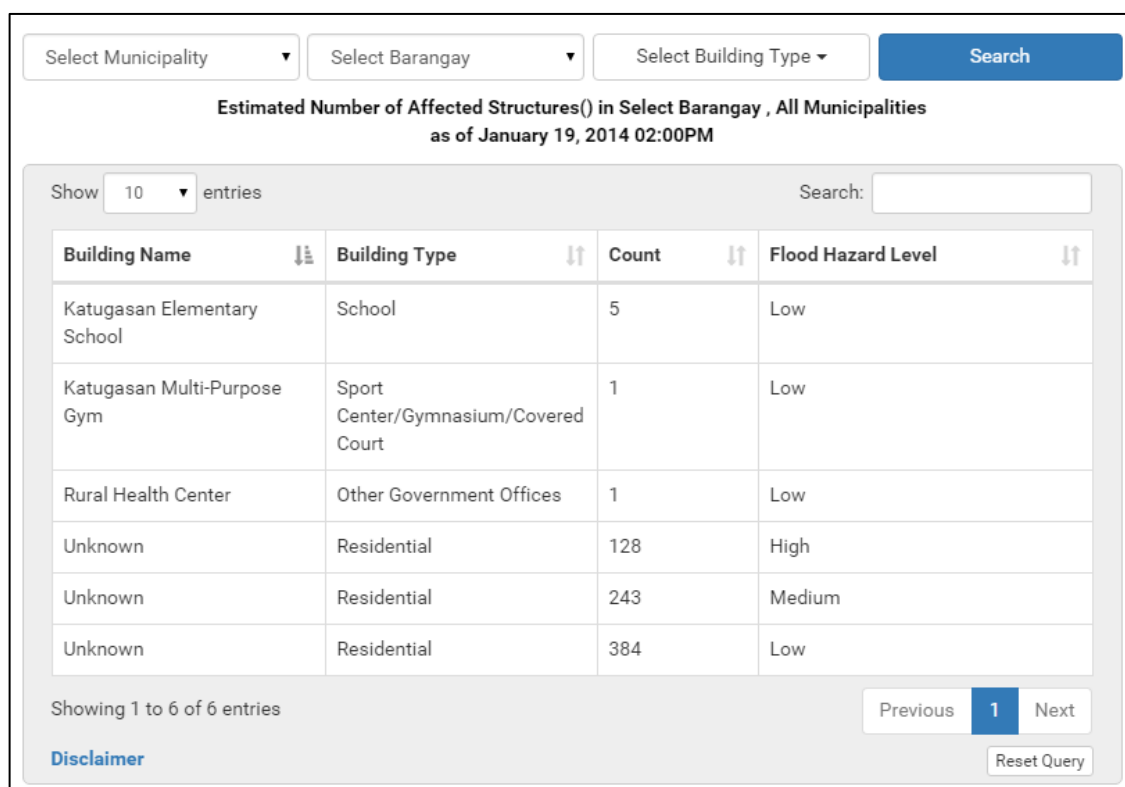 Select Municipality Select Barangay Select Building Type Search
Estimated Number of Affected Structures() in Select Barangay , All Municipalities
as of January 19, 2014 02:00PM
Show 10 entries Search:
Building Name Building Type Count Flood Hazard Level
Katugasan Elementary School 5 Low
School
Katugasan Multi-Purpose Sport 1 Low
Gym Center/Gymnasium/Covered
Court
Rural Health Center Other Government Offices 1 Low
Unknown Residential 128 High
Unknown Residential 243 Medium
Unknown Residential 384 Low
Showing 1 to 6 of 6 entries Previous 1 Next
Disclaimer Reset Query